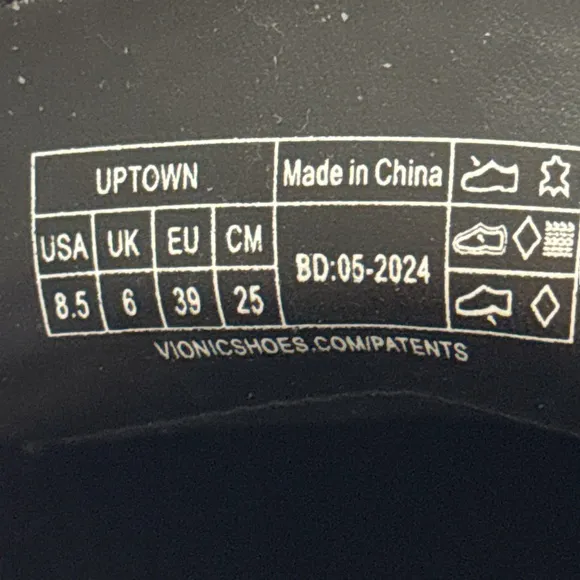 UPTOWN Made in China
USA UK EU CM
BD:05-2024
8.5 6 39 25
VIONICSHOES.COM/PATENTS